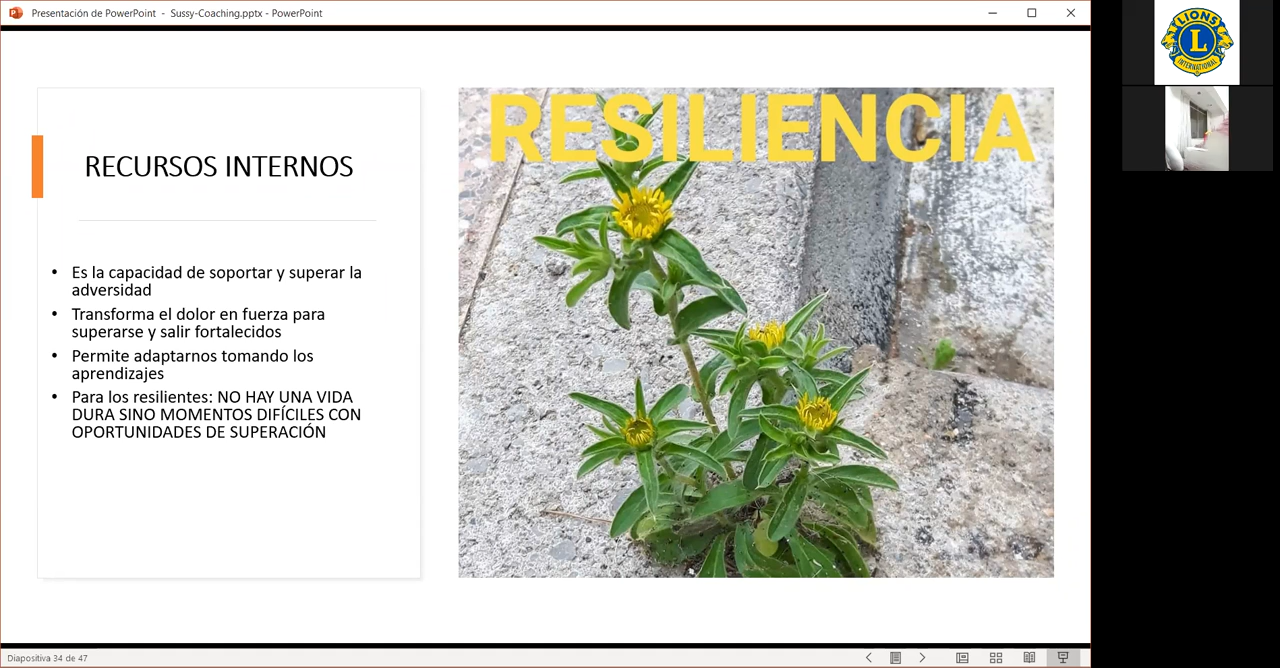 Presentación de PowerPoint - Sussy-Coaching.pptx - PowerPoint
LIONS
L
INTERNATIONAL
RECURSOS INTERNOS
RESILIENCIA
• Es la capacidad de soportar y superar la
adversidad
• Transforma el dolor en fuerza para
superarse y salir fortalecidos
• Permite adaptarnos tomando los
aprendizajes
• Para los resilientes: NO HAY UNA VIDA
DURA SINO MOMENTOS DIFÍCILES CON
OPORTUNIDADES DE SUPERACIÓN
Diapositiva 34 de 47